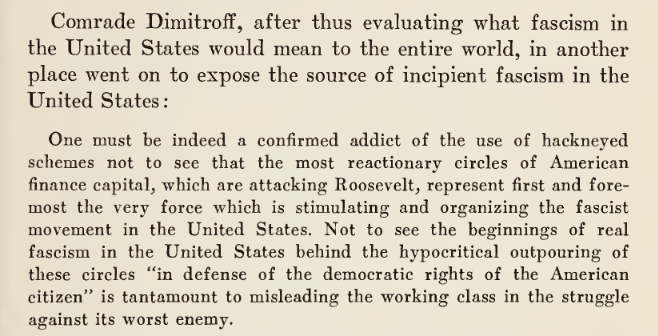 Comrade Dimitroff, after thus evaluating what fascism in
the United States would mean to the entire world, in another
place went on to expose the source of incipient fascism in the
United States:
One must be indeed a confirmed addict of the use of hackneyed
schemes not to see that the most reactionary circles of American
finance capital, which are attacking Roosevelt, represent first and fore-
most the very force which is stimulating and organizing the fascist
movement in the United States. Not to see the beginnings of real
fascism in the United States behind the hypocritical outpouring of
these circles “in defense of the democratic rights of the American
citizen” is tantamount to misleading the working class in the struggle
against its worst enemy.